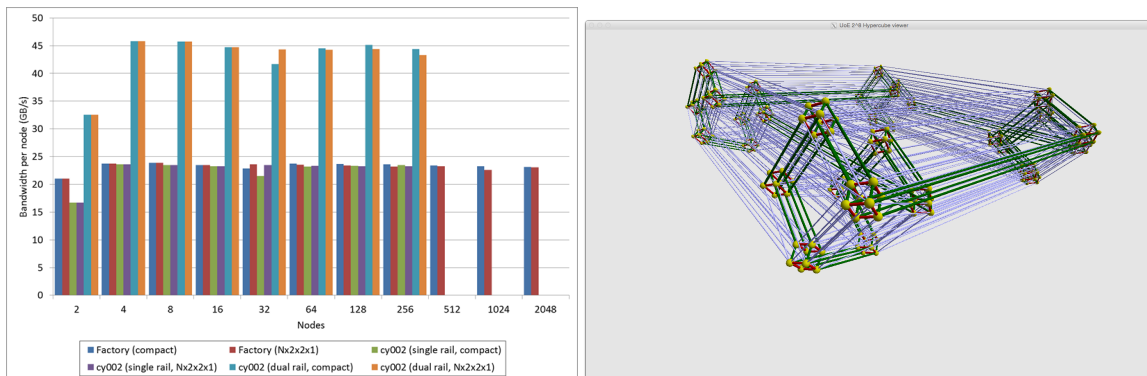 50
45
40
35
30
25
20
15
10
5
0
Bandwidth per node (GB/s)
2 4 8 16 32 64 128 256 512 1024 2048
Nodes
Factory (compact) Factory (Nx2x2x1) cy002 (single rail, compact)
cy002 (single rail, Nx2x2x1) cy002 (dual rail, compact) cy002 (dual rail, Nx2x2x1)
UoE 2^8 Hypercube viewer